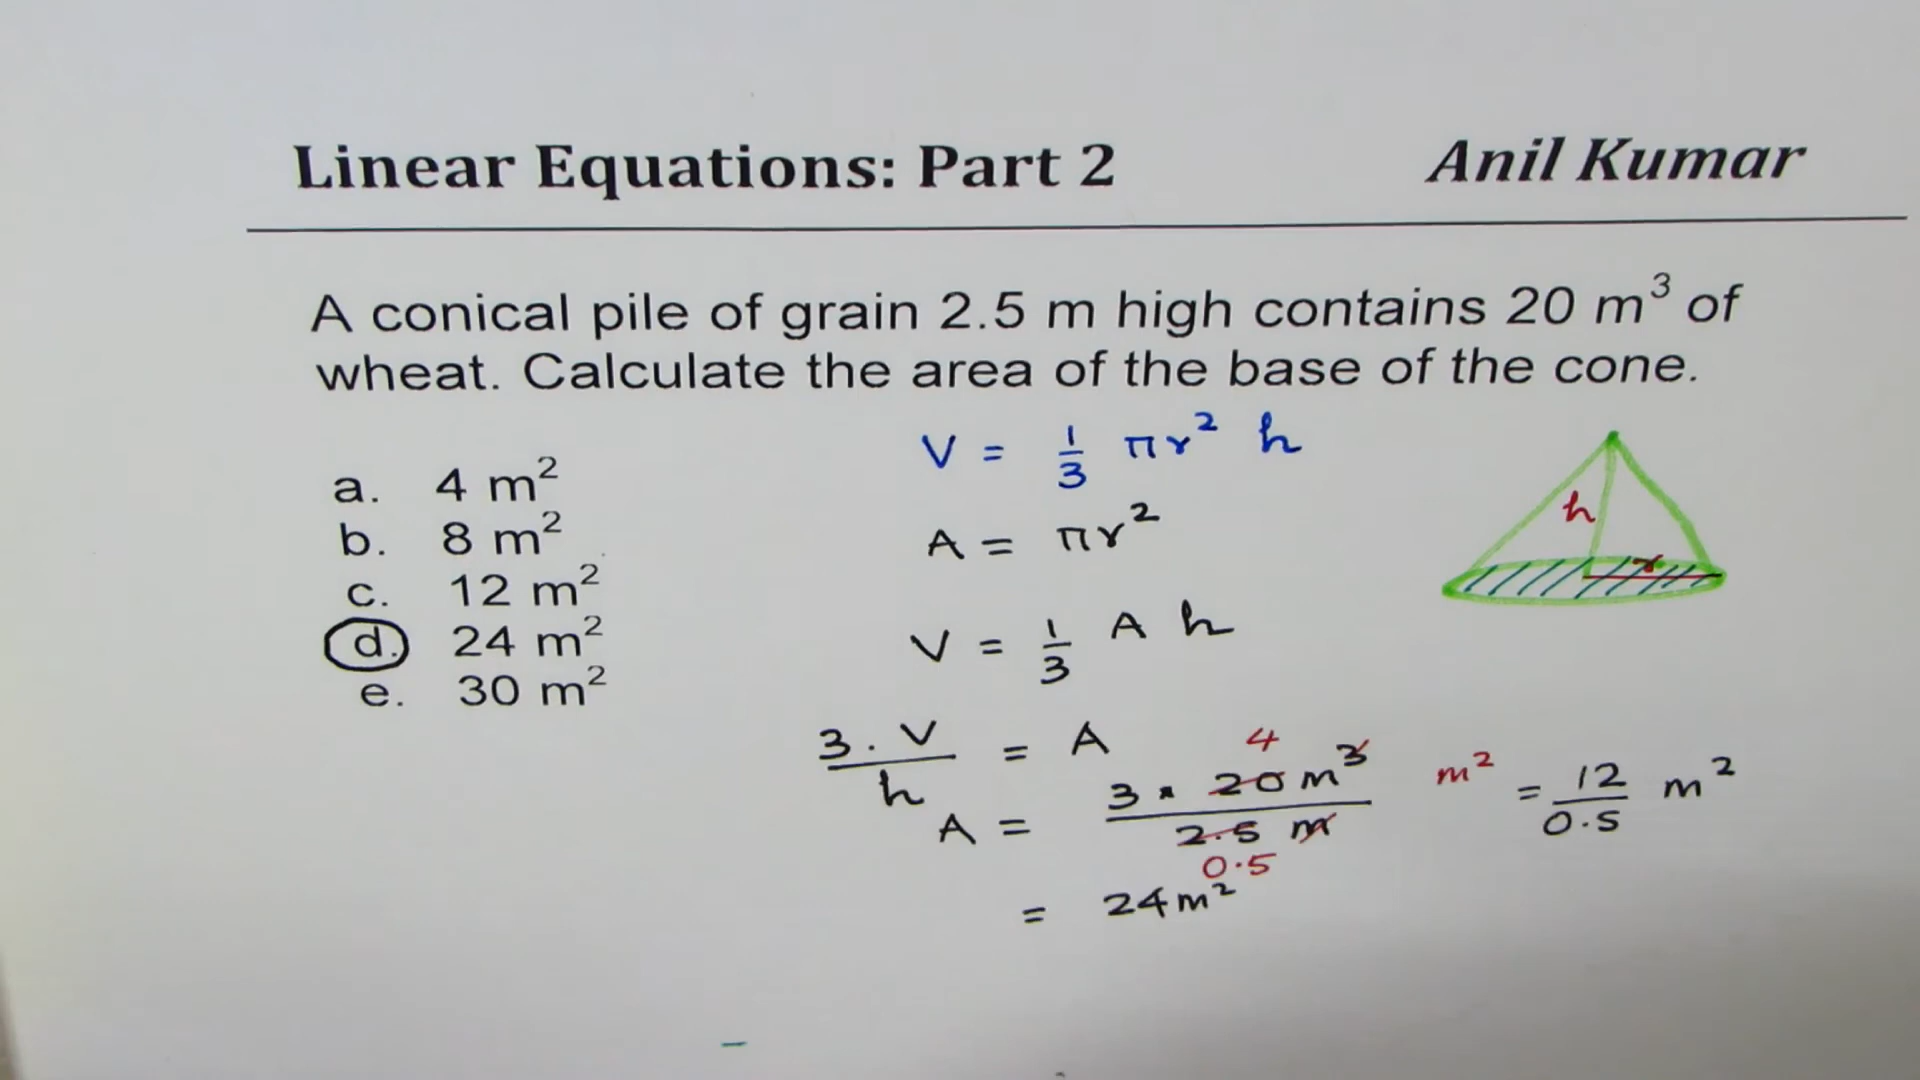 Linear Equations: Part 2
Anil Kumar
A conical pile of grain 2.5 m high contains 20 m³ of
wheat. Calculate the area of the base of the cone.
a. 4 m²
b. 8 m²
c. 12 m²
d. 24 m²
e. 30 m²
V = 1/3 πr² h
A = πr²
V = 1/3 A h
3 . V / h = A
A = 3 × 20 m³ / 2.5 m
4
0.5
m²
= 12/0.5 m²
= 24 m²
h
r